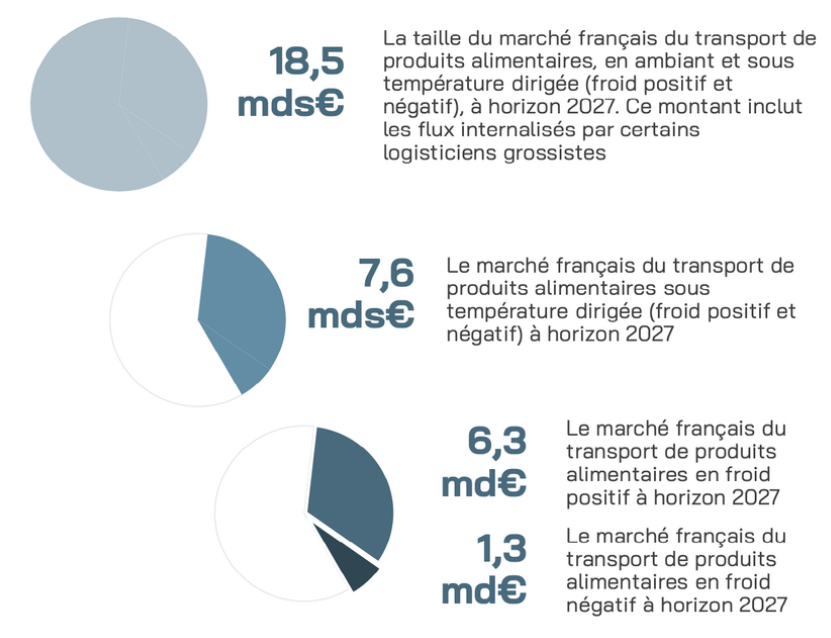 18,5
mds€
La taille du marché français du transport de
produits alimentaires, en ambiant et sous
température dirigée (froid positif et
négatif), à horizon 2027. Ce montant inclut
les flux internalisés par certains
logisticiens grossistes
7,6
mds€
Le marché français du transport de
produits alimentaires sous
température dirigée (froid positif et
négatif) à horizon 2027
6,3
md€
Le marché français du
transport de produits
alimentaires en froid
positif à horizon 2027
1,3
md€
Le marché français du
transport de produits
alimentaires en froid
négatif à horizon 2027